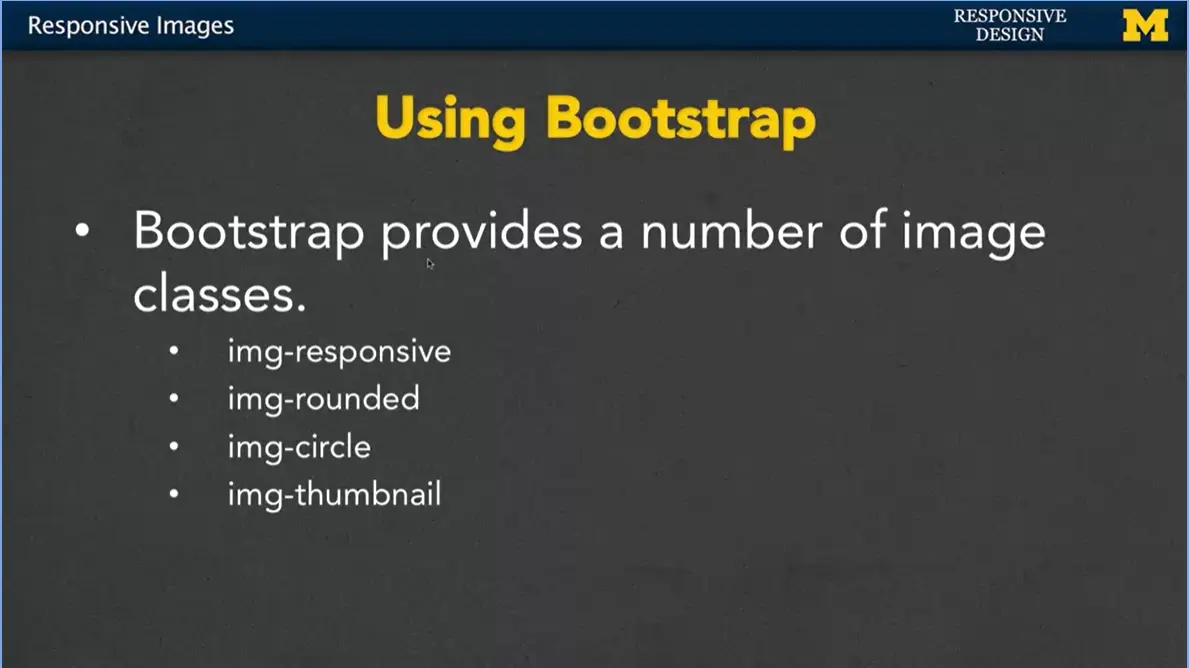 Responsive Images
RESPONSIVE
DESIGN
M
Using Bootstrap
• Bootstrap provides a number of image
classes.
• img-responsive
• img-rounded
• img-circle
• img-thumbnail